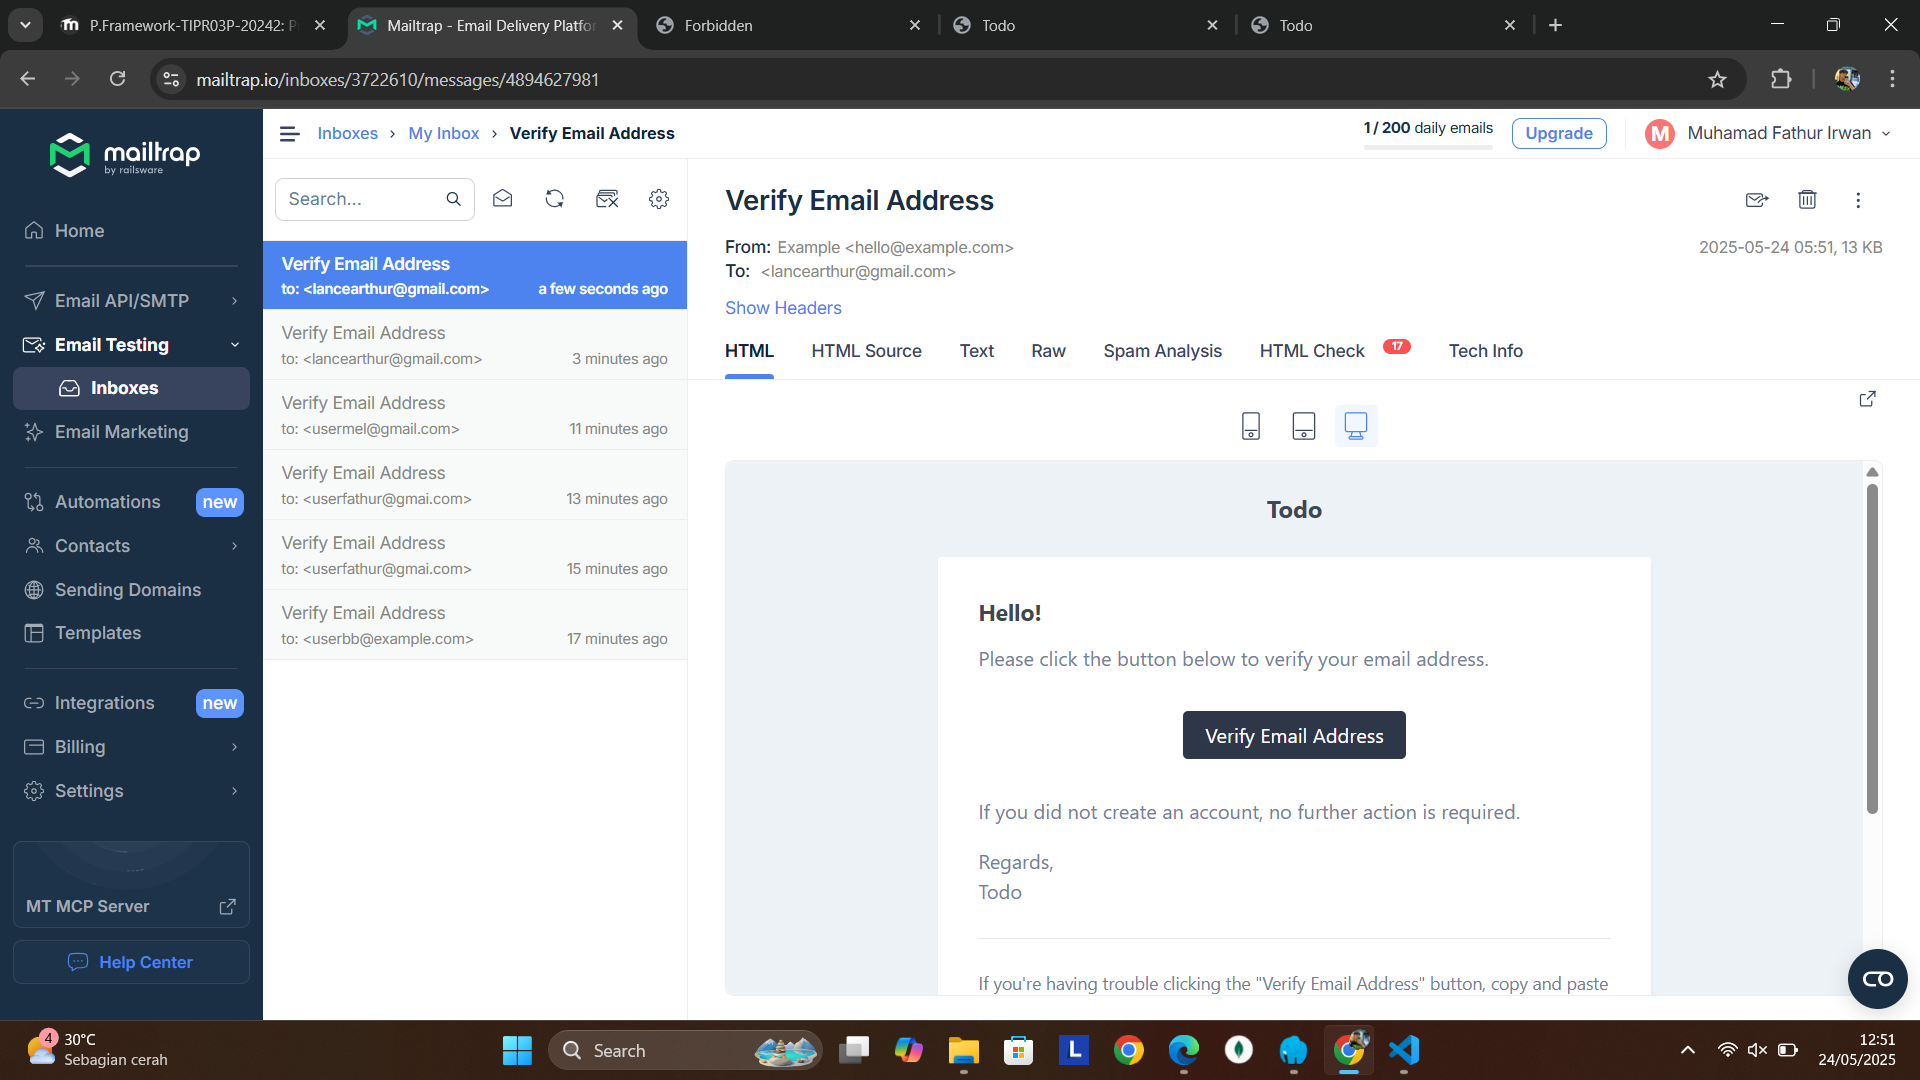 P.Framework-TIPR03P-20242: P
Mailtrap - Email Delivery Platfo
Forbidden
Todo
Todo
mailtrap.io/inboxes/3722610/messages/4894627981
mailtrap
by railsware
Home
Email API/SMTP
Email Testing
Inboxes
Email Marketing
Automations new
Contacts
Sending Domains
Templates
Integrations new
Billing
Settings
MT MCP Server
Help Center
Inboxes › My Inbox › Verify Email Address
1 / 200 daily emails
Upgrade
M Muhamad Fathur Irwan
Search...
Verify Email Address
to: <lancearthur@gmail.com> a few seconds ago
Verify Email Address
to: <lancearthur@gmail.com> 3 minutes ago
Verify Email Address
to: <usermel@gmail.com> 11 minutes ago
Verify Email Address
to: <userfathur@gmai.com> 13 minutes ago
Verify Email Address
to: <userfathur@gmai.com> 15 minutes ago
Verify Email Address
to: <userbb@example.com> 17 minutes ago
Verify Email Address
From: Example <hello@example.com>
2025-05-24 05:51, 13 KB
To: <lancearthur@gmail.com>
Show Headers
HTML HTML Source Text Raw Spam Analysis HTML Check 17 Tech Info
Todo
Hello!
Please click the button below to verify your email address.
Verify Email Address
If you did not create an account, no further action is required.
Regards,
Todo
If you're having trouble clicking the "Verify Email Address" button, copy and paste
4
30°C
Sebagian cerah
Search
L
12:51
24/05/2025